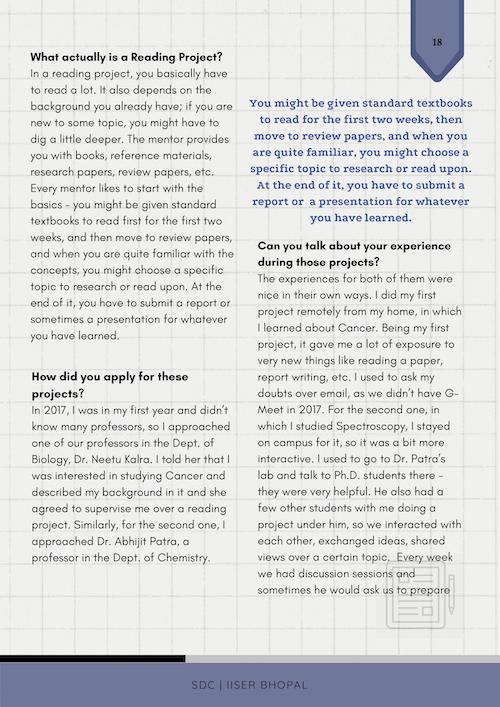 18
What actually is a Reading Project?
In a reading project, you basically have
to read a lot. It also depends on the
background you already have; if you are
new to some topic, you might have to
dig a little deeper. The mentor provides
you with books, reference materials,
research papers, review papers, etc.
Every mentor likes to start with the
basics - you might be given standard
textbooks to read first for the first two
weeks, and then move to review papers,
and when you are quite familiar with the
concepts, you might choose a specific
topic to research or read upon. At the
end of it, you have to submit a report or
sometimes a presentation for whatever
you have learned.
How did you apply for these
projects?
In 2017, I was in my first year and didn't
know many professors, so I approached
one of our professors in the Dept. of
Biology, Dr. Neetu Kalra. I told her that I
was interested in studying Cancer and
described my background in it and she
agreed to supervise me over a reading
project. Similarly, for the second one, I
approached Dr. Abhijit Patra, a
professor in the Dept. of Chemistry.
You might be given standard textbooks
to read for the first two weeks, then
move to review papers, and when you
are quite familiar, you might choose a
specific topic to research or read upon.
At the end of it, you have to submit a
report or a presentation for whatever
you have learned.
Can you talk about your experience
during those projects?
The experiences for both of them were
nice in their own ways. I did my first
project remotely from my home, in which
I learned about Cancer. Being my first
project, it gave me a lot of exposure to
very new things like reading a paper,
report writing, etc. I used to ask my
doubts over email, as we didn't have G-
Meet in 2017. For the second one, in
which I studied Spectroscopy, I stayed
on campus for it, so it was a bit more
interactive. I used to go to Dr. Patra's
lab and talk to Ph.D. students there -
they were very helpful. He also had a
few other students with me doing a
project under him, so we interacted with
each other, exchanged ideas, shared
views over a certain topic. Every week
we had discussion sessions and
sometimes he would ask us to prepare
SDC | IISER BHOPAL